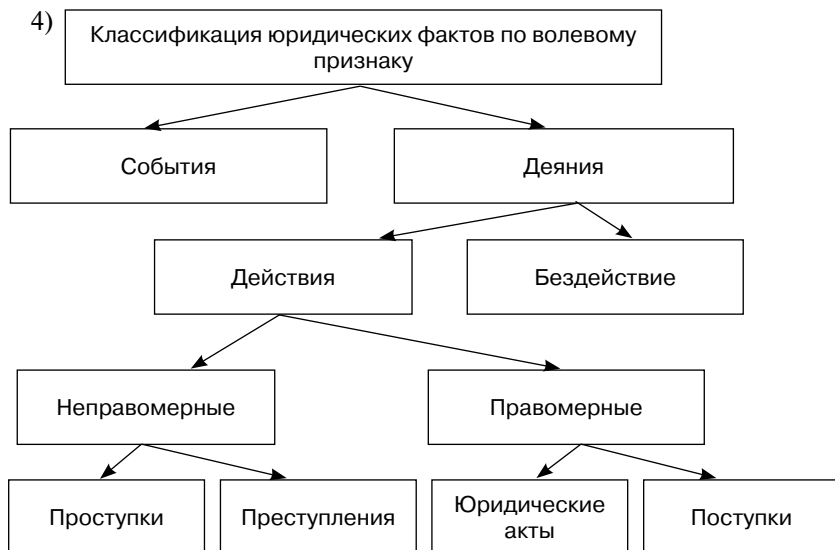 4)
Классификация юридических фактов по волевому
признаку
События
Деяния
Действия
Бездействие
Неправомерные
Правомерные
Проступки
Преступления
Юридические
акты
Поступки